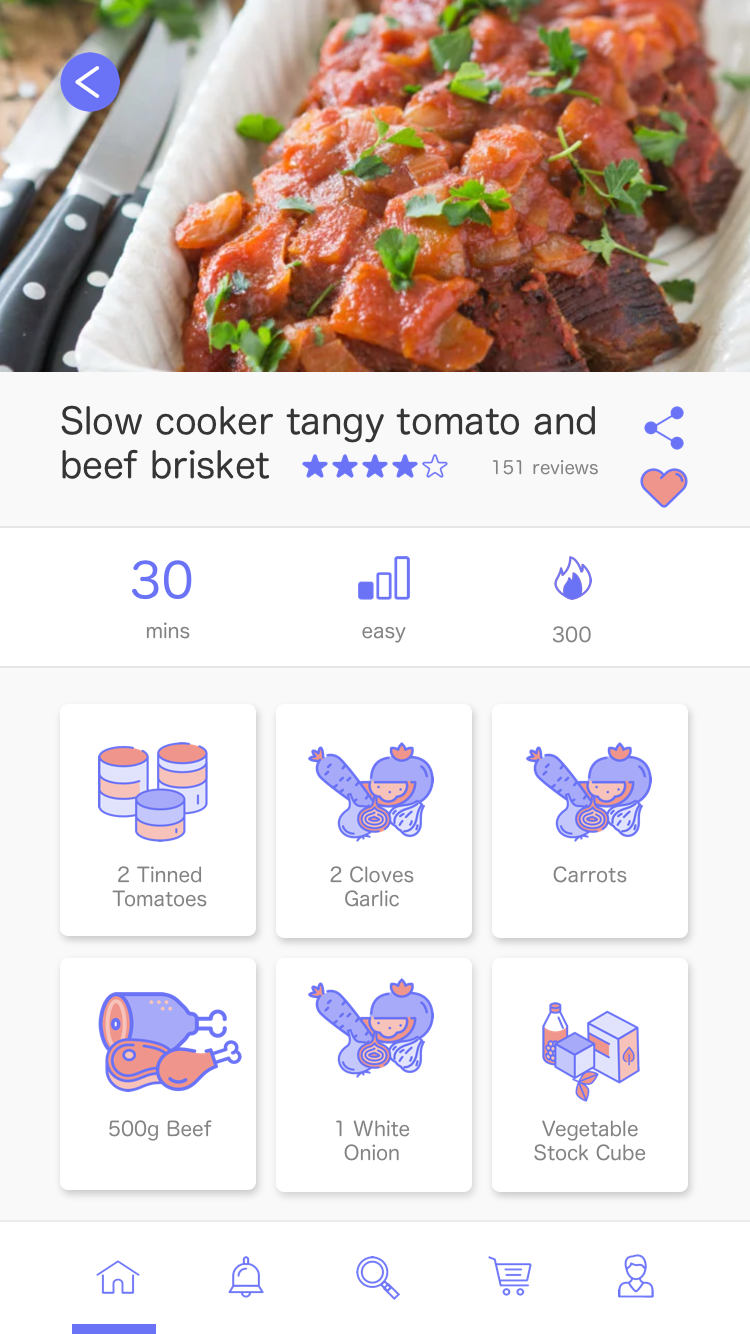 Slow cooker tangy tomato and
beef brisket
151 reviews
30
mins
easy
300
2 Tinned
Tomatoes
2 Cloves
Garlic
Carrots
500g Beef
1 White
Onion
Vegetable
Stock Cube